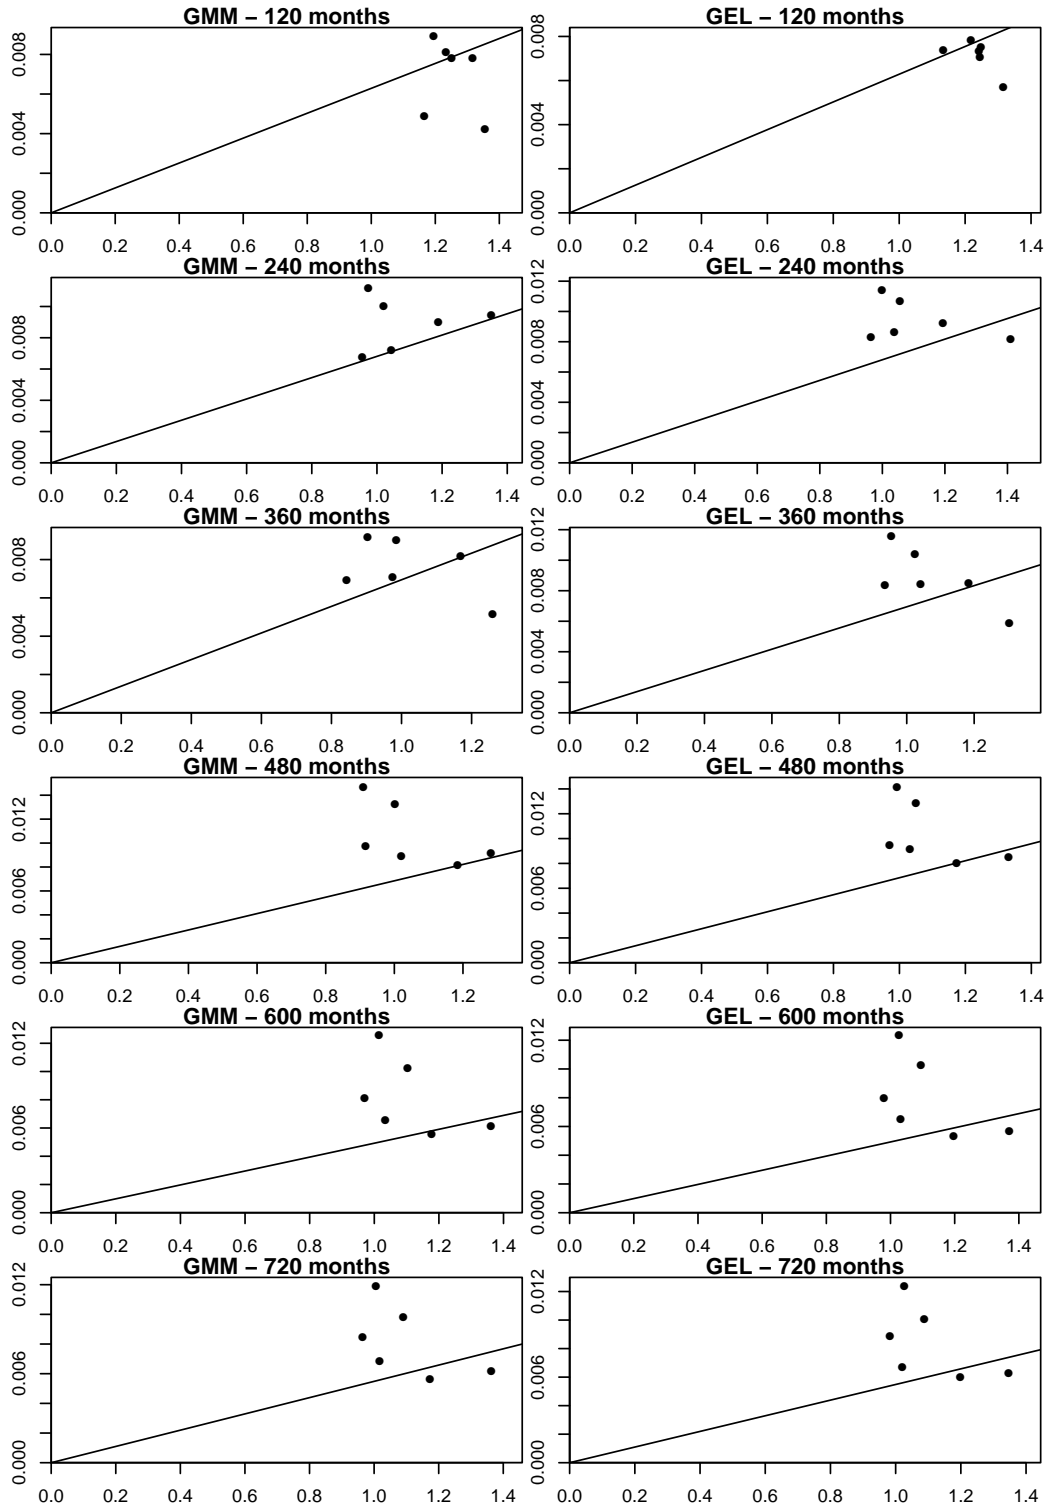 GMM – 120 months
0.000 0.004 0.008
0.0 0.2 0.4 0.6 0.8 1.0 1.2 1.4
GEL – 120 months
0.000 0.004 0.008
0.0 0.2 0.4 0.6 0.8 1.0 1.2 1.4
GMM – 240 months
0.000 0.004 0.008
0.0 0.2 0.4 0.6 0.8 1.0 1.2 1.4
GEL – 240 months
0.000 0.004 0.008 0.012
0.0 0.2 0.4 0.6 0.8 1.0 1.2 1.4
GMM – 360 months
0.000 0.004 0.008
0.0 0.2 0.4 0.6 0.8 1.0 1.2
GEL – 360 months
0.000 0.004 0.008 0.012
0.0 0.2 0.4 0.6 0.8 1.0 1.2
GMM – 480 months
0.000 0.006 0.012
0.0 0.2 0.4 0.6 0.8 1.0 1.2
GEL – 480 months
0.000 0.006 0.012
0.0 0.2 0.4 0.6 0.8 1.0 1.2 1.4
GMM – 600 months
0.000 0.006 0.012
0.0 0.2 0.4 0.6 0.8 1.0 1.2 1.4
GEL – 600 months
0.000 0.006 0.012
0.0 0.2 0.4 0.6 0.8 1.0 1.2 1.4
GMM – 720 months
0.000 0.006 0.012
0.0 0.2 0.4 0.6 0.8 1.0 1.2 1.4
GEL – 720 months
0.000 0.006 0.012
0.0 0.2 0.4 0.6 0.8 1.0 1.2 1.4